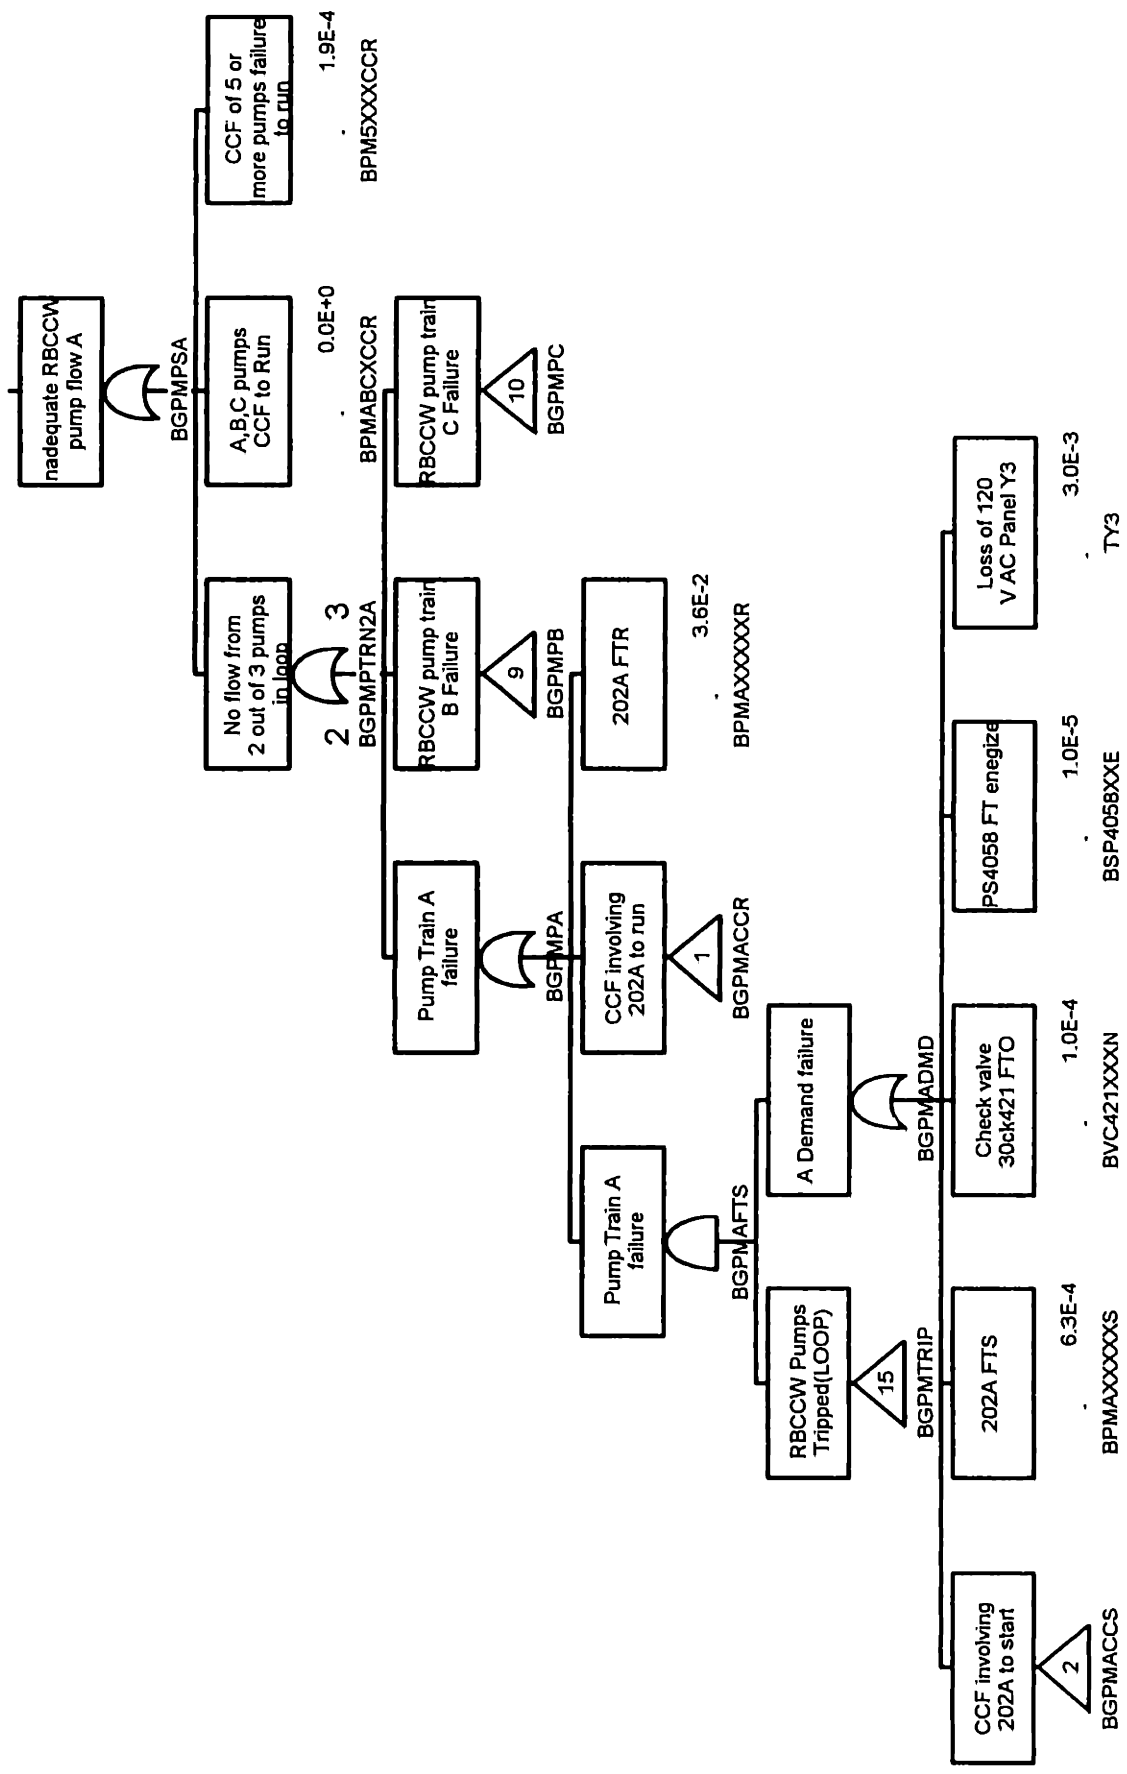 nadequate RBCCW
pump flow A
BGPMPSA
No flow from
2 out of 3 pumps
in loop
2 3
BGPMPTRN2A
A,B,C pumps
CCF to Run
0.0E+0
BPMABCXCCR
CCF of 5 or
more pumps failure
to run
1.9E-4
BPM5XXXCCR
Pump Train A
failure
BGPMPA
RBCCW pump train
B Failure
9
BGPMPB
RBCCW pump train
C Failure
10
BGPMPC
Pump Train A
failure
BGPMAFTS
CCF involving
202A to run
1
BGPMACCR
202A FTR
3.6E-2
BPMAXXXXXR
RBCCW Pumps
Tripped(LOOP)
15
BGPMTRIP
A Demand failure
BGPMADMD
CCF involving
202A to start
2
BGPMACCS
202A FTS
6.3E-4
BPMAXXXXXS
Check valve
30ck421 FTO
1.0E-4
BVC421XXXN
PS4058 FT enegize
1.0E-5
BSP4058XXE
Loss of 120
V AC Panel Y3
3.0E-3
TY3